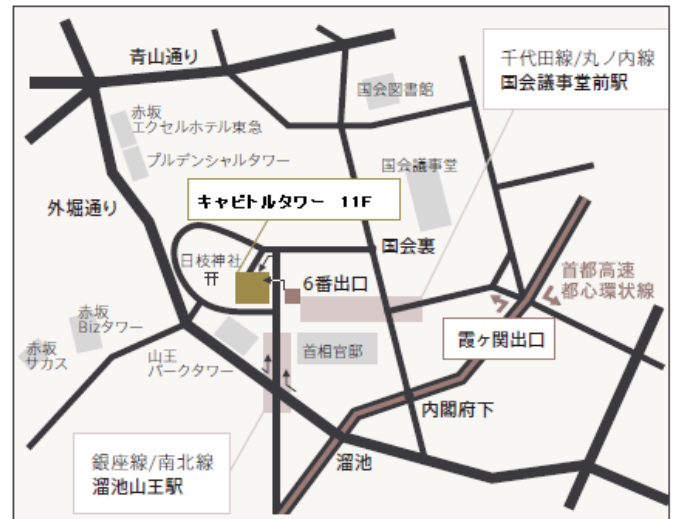 青山通り
千代田線/丸ノ内線
国会議事堂前駅
国会図書館
赤坂
エクセルホテル東急
プルデンシャルタワー
国会議事堂
キャピトルタワー 11F
外堀通り
日枝神社
国会裏
6番出口
首都高速
都心環状線
赤坂
Bizタワー
霞ヶ関出口
赤坂
サカス
山王
パークタワー
首相官邸
内閣府下
溜池
銀座線/南北線
溜池山王駅